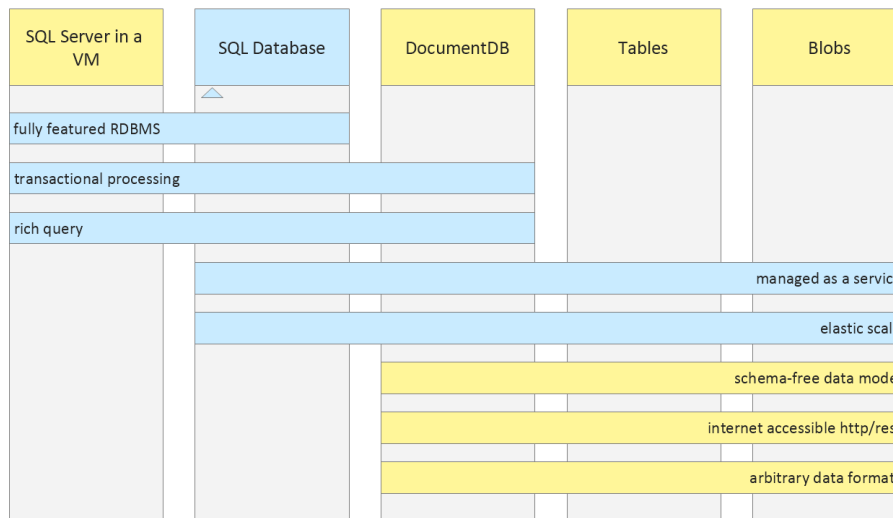 SQL Server in a
VM
SQL Database
DocumentDB
Tables
Blobs
fully featured RDBMS
transactional processing
rich query
managed as a servic
elastic scal
schema-free data mode
internet accessible http/res
arbitrary data format